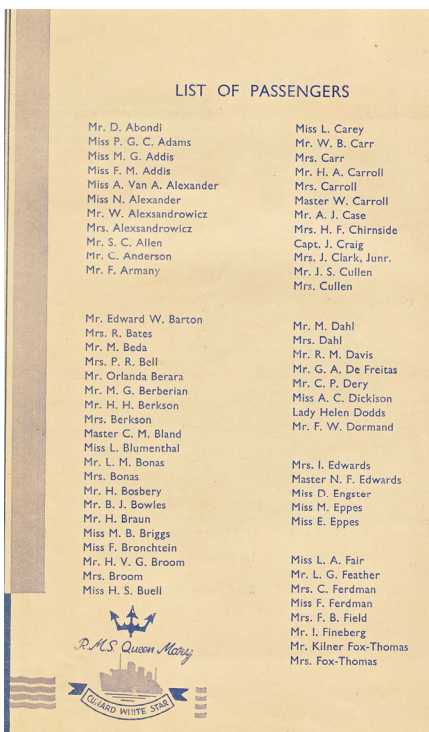 LIST OF PASSENGERS
Mr. D. Abondi
Miss P. G. C. Adams
Miss M. G. Addis
Miss F. M. Addis
Miss A. Van A. Alexander
Miss N. Alexander
Mr. W. Alexsandrowicz
Mrs. Alexsandrowicz
Mr. S. C. Allen
Mr. C. Anderson
Mr. F. Armany
Mr. Edward W. Barton
Mrs. R. Bates
Mr. M. Beda
Mrs. P. R. Bell
Mr. Orlanda Berara
Mr. M. G. Berberian
Mr. H. H. Berkson
Mrs. Berkson
Master C. M. Bland
Miss L. Blumenthal
Mr. L. M. Bonas
Mrs. Bonas
Mr. H. Bosbery
Mr. B. J. Bowles
Mr. H. Braun
Miss M. B. Briggs
Miss F. Bronchtein
Mr. H. V. G. Broom
Mrs. Broom
Miss H. S. Buell
Miss L. Carey
Mr. W. B. Carr
Mrs. Carr
Mr. H. A. Carroll
Mrs. Carroll
Master W. Carroll
Mr. A. J. Case
Mrs. H. F. Chirnside
Capt. J. Craig
Mrs. J. Clark, Junr.
Mr. J. S. Cullen
Mrs. Cullen
Mr. M. Dahl
Mrs. Dahl
Mr. R. M. Davis
Mr. G. A. De Freitas
Mr. C. P. Dery
Miss A. C. Dickison
Lady Helen Dodds
Mr. F. W. Dormand
Mrs. I. Edwards
Master N. F. Edwards
Miss D. Engster
Miss M. Eppes
Miss E. Eppes
Miss L. A. Fair
Mr. L. G. Feather
Mrs. C. Ferdman
Miss F. Ferdman
Mrs. F. B. Field
Mr. I. Fineberg
Mr. Kilner Fox-Thomas
Mrs. Fox-Thomas
R.M.S. Queen Mary
CUNARD WHITE STAR